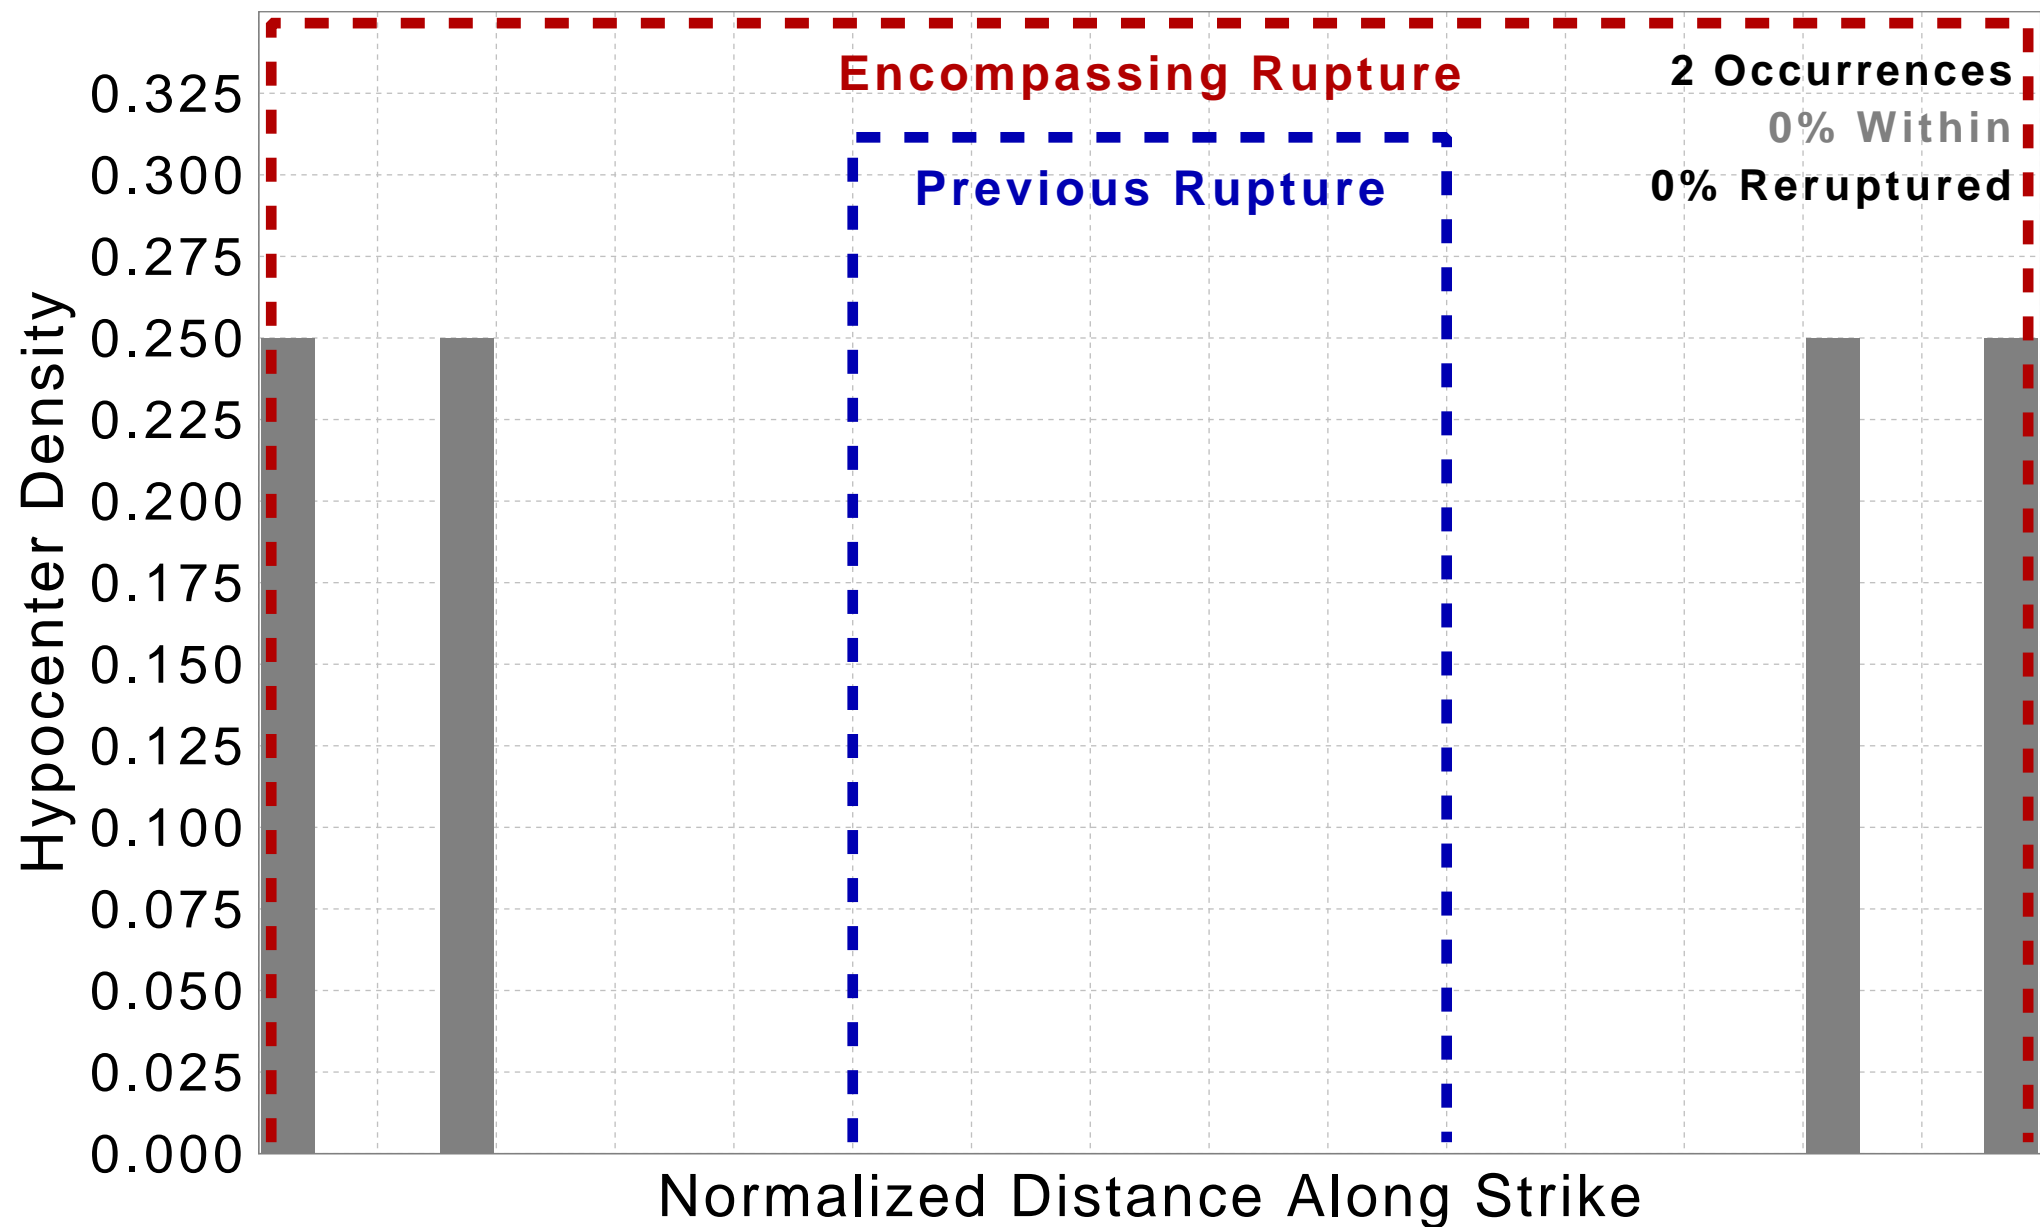 Encompassing Rupture
2 Occurrences
0% Within
0% Reruptured
Previous Rupture
0.325
0.300
0.275
0.250
0.225
0.200
0.175
0.150
0.125
0.100
0.075
0.050
0.025
0.000
Hypocenter Density
Normalized Distance Along Strike